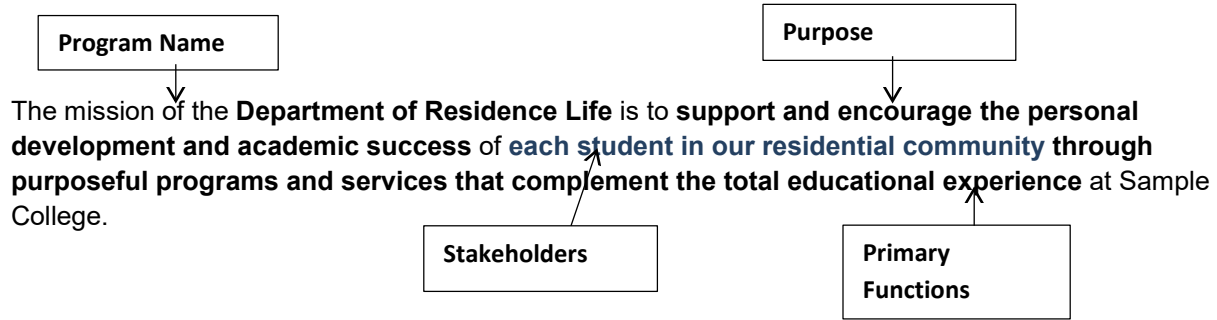 Program Name
Purpose
The mission of the Department of Residence Life is to support and encourage the personal
development and academic success of each student in our residential community through
purposeful programs and services that complement the total educational experience at Sample
College.
Stakeholders
Primary
Functions